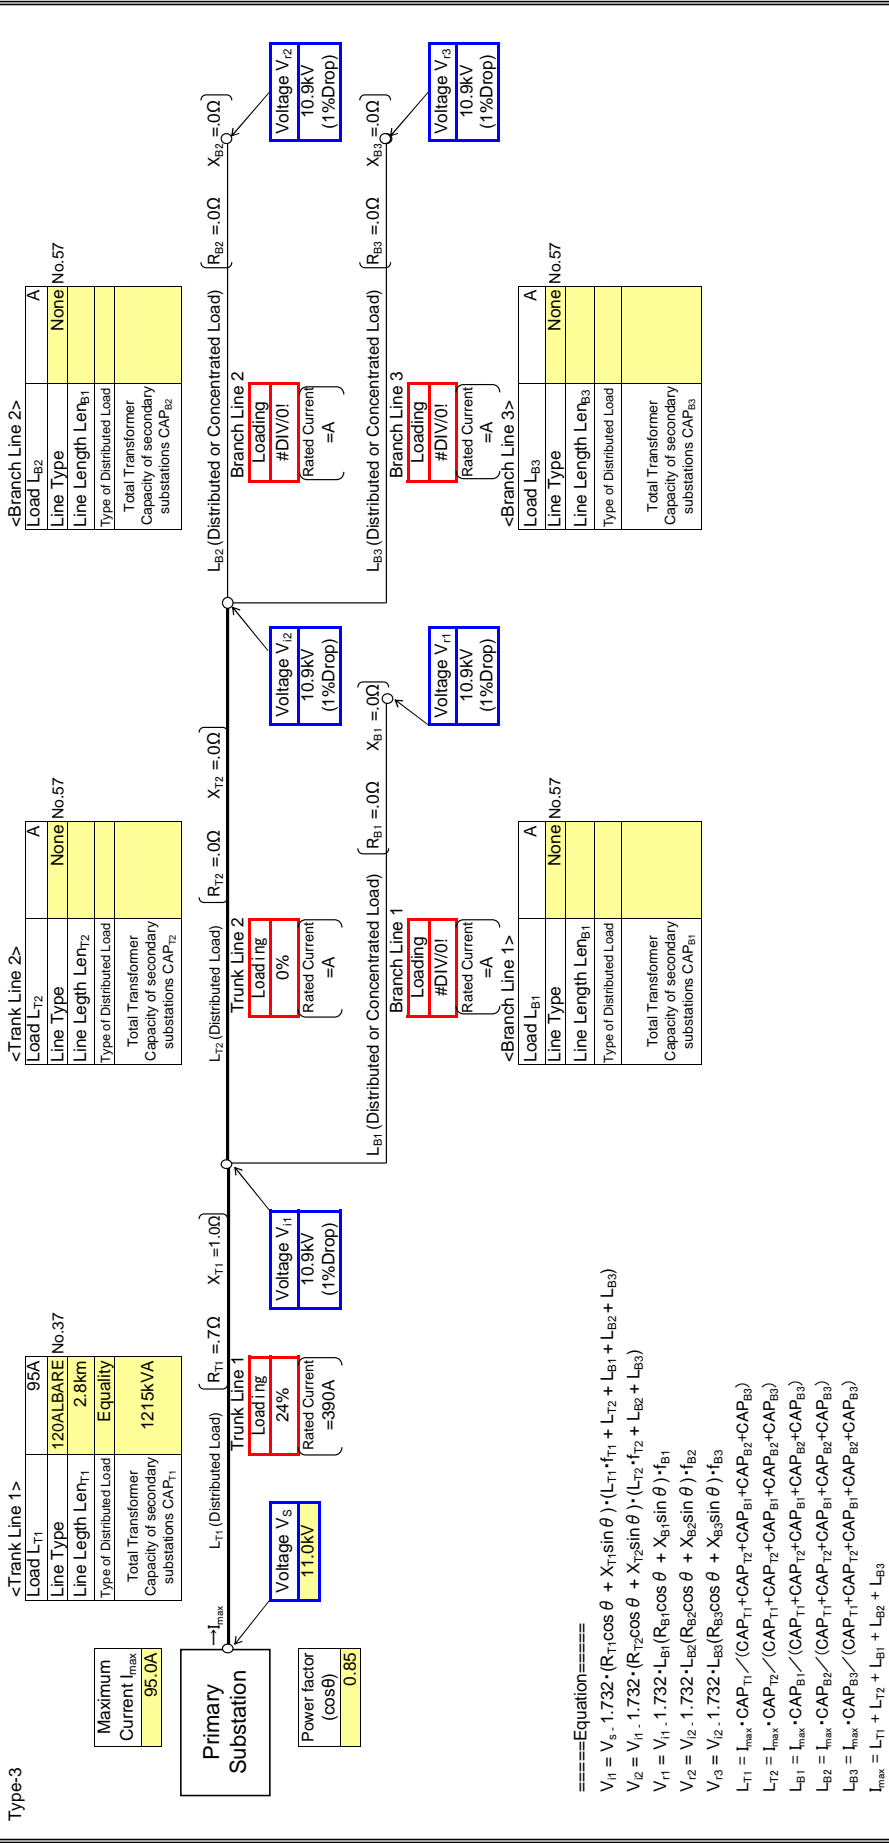 Type-3
Maximum
Current Imax
95.0A
Primary
Substation
Power factor
(cosθ)
0.85
→Imax
Voltage VS
11.0kV
<Trank Line 1>
Load LT1 95A
Line Type 120ALBARE No.37
Line Legth LenT1 2.8km
Type of Distributed Load Equality
Total Transformer
Capacity of secondary
substations CAPT1
1215kVA
LT1 (Distributed Load)
RT1 =.7Ω XT1 =1.0Ω
Trunk Line 1
Loading
24%
Rated Current
=390A
Voltage Vi1
10.9kV
(1%Drop)
<Trank Line 2>
Load LT2 A
Line Type None No.57
Line Legth LenT2
Type of Distributed Load
Total Transformer
Capacity of secondary
substations CAPT2
LT2 (Distributed Load)
RT2 =.0Ω XT2 =.0Ω
Trunk Line 2
Loading
0%
Rated Current
=A
Voltage Vi2
10.9kV
(1%Drop)
LB1 (Distributed or Concentrated Load)
RB1 =.0Ω XB1 =.0Ω
Branch Line 1
Loading
#DIV/0!
Rated Current
=A
Voltage Vr1
10.9kV
(1%Drop)
<Branch Line 1>
Load LB1 A
Line Type None No.57
Line Length LenB1
Type of Distributed Load
Total Transformer
Capacity of secondary
substations CAPB1
<Branch Line 2>
Load LB2 A
Line Type None No.57
Line Length LenB1
Type of Distributed Load
Total Transformer
Capacity of secondary
substations CAPB2
LB2 (Distributed or Concentrated Load)
RB2 =.0Ω XB2 =.0Ω
Branch Line 2
Loading
#DIV/0!
Rated Current
=A
Voltage Vr2
10.9kV
(1%Drop)
LB3 (Distributed or Concentrated Load)
RB3 =.0Ω XB3 =.0Ω
Branch Line 3
Loading
#DIV/0!
Rated Current
=A
Voltage Vr3
10.9kV
(1%Drop)
<Branch Line 3>
Load LB3 A
Line Type None No.57
Line Length LenB3
Type of Distributed Load
Total Transformer
Capacity of secondary
substations CAPB3
=====Equation=====
Vi1 = Vs - 1.732・(RT1cosθ + XT1sinθ)・(LT1・fT1 + LT2 + LB1 + LB2 + LB3)
Vi2 = Vi1 - 1.732・(RT2cosθ + XT2sinθ)・(LT2・fT2 + LB2 + LB3)
Vr1 = Vi1 - 1.732・LB1(RB1cosθ + XB1sinθ)・fB1
Vr2 = Vi2 - 1.732・LB2(RB2cosθ + XB2sinθ)・fB2
Vr3 = Vi2 - 1.732・LB3(RB3cosθ + XB3sinθ)・fB3
LT1 = Imax・CAPT1／(CAPT1+CAPT2+CAPB1+CAPB2+CAPB3)
LT2 = Imax・CAPT2／(CAPT1+CAPT2+CAPB1+CAPB2+CAPB3)
LB1 = Imax・CAPB1／(CAPT1+CAPT2+CAPB1+CAPB2+CAPB3)
LB2 = Imax・CAPB2／(CAPT1+CAPT2+CAPB1+CAPB2+CAPB3)
LB3 = Imax・CAPB3／(CAPT1+CAPT2+CAPB1+CAPB2+CAPB3)
Imax = LT1 + LT2 + LB1 + LB2 + LB3